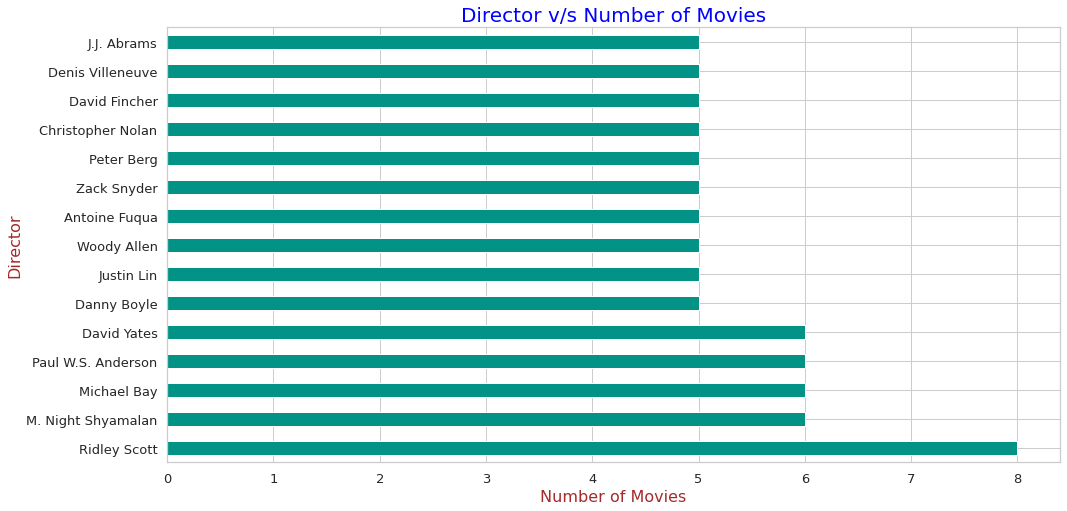 Director v/s Number of Movies
J.J. Abrams
Denis Villeneuve
David Fincher
Christopher Nolan
Peter Berg
Zack Snyder
Antoine Fuqua
Woody Allen
Justin Lin
Danny Boyle
David Yates
Paul W.S. Anderson
Michael Bay
M. Night Shyamalan
Ridley Scott
Director
0 1 2 3 4 5 6 7 8
Number of Movies